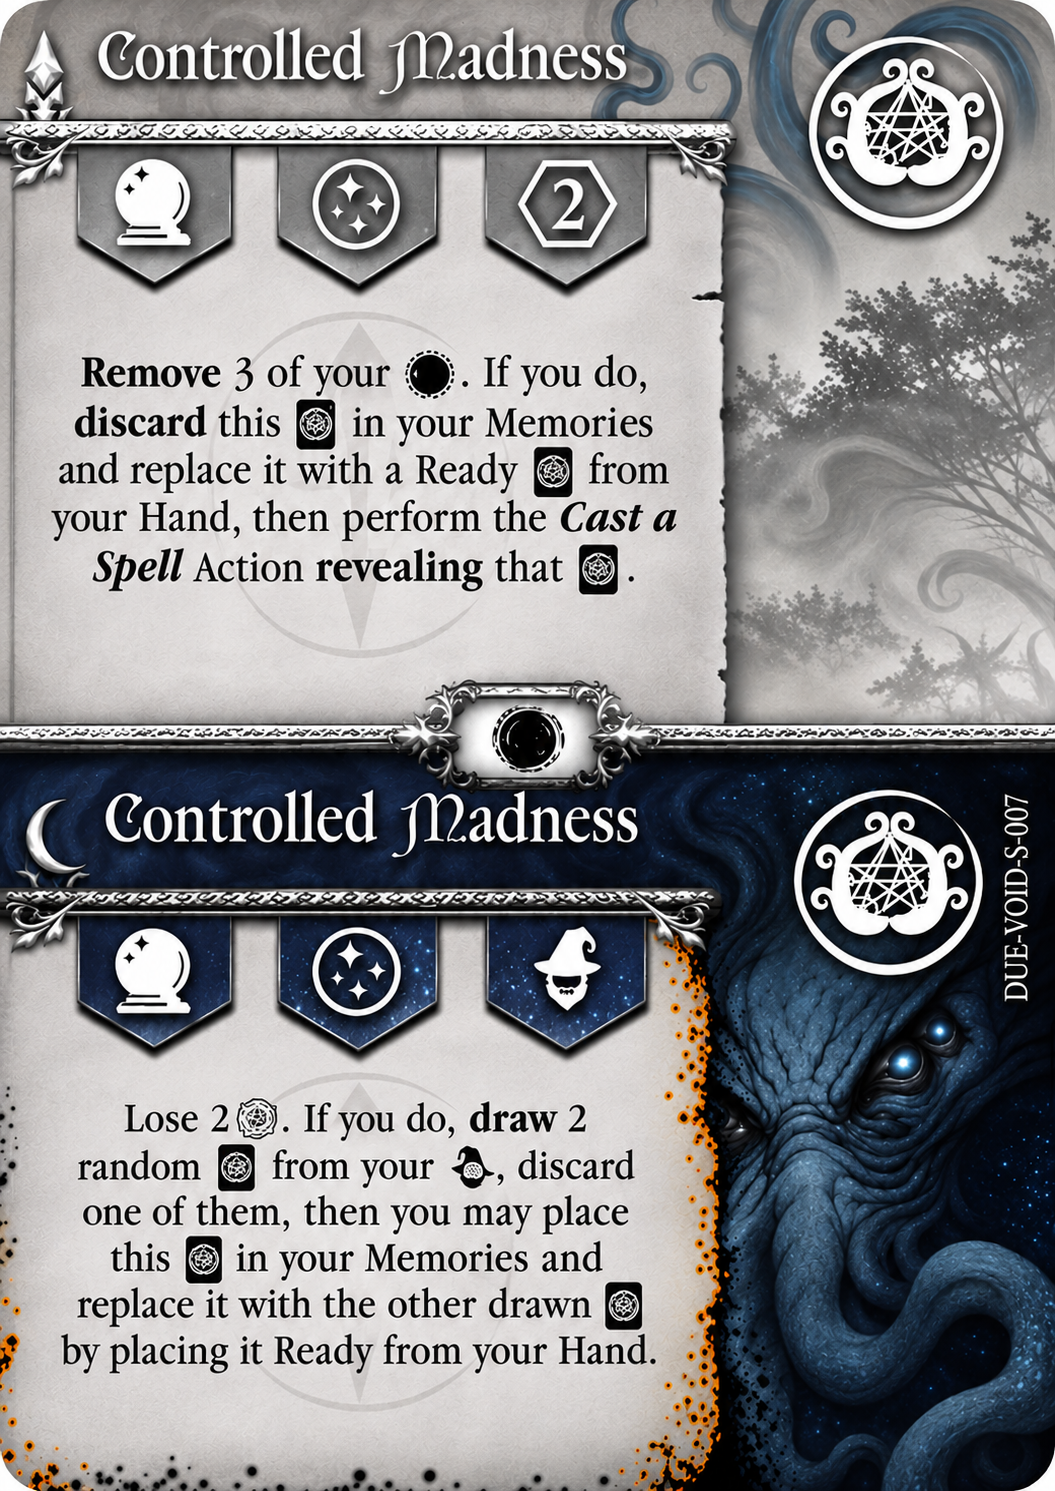 Controlled Madness
2
Remove 3 of your . If you do,
discard this in your Memories
and replace it with a Ready from
your Hand, then perform the Cast a
Spell Action revealing that .
Controlled Madness
DUE-VOID-S-007
Lose 2 . If you do, draw 2
random from your , discard
one of them, then you may place
this in your Memories and
replace it with the other drawn
by placing it Ready from your Hand.